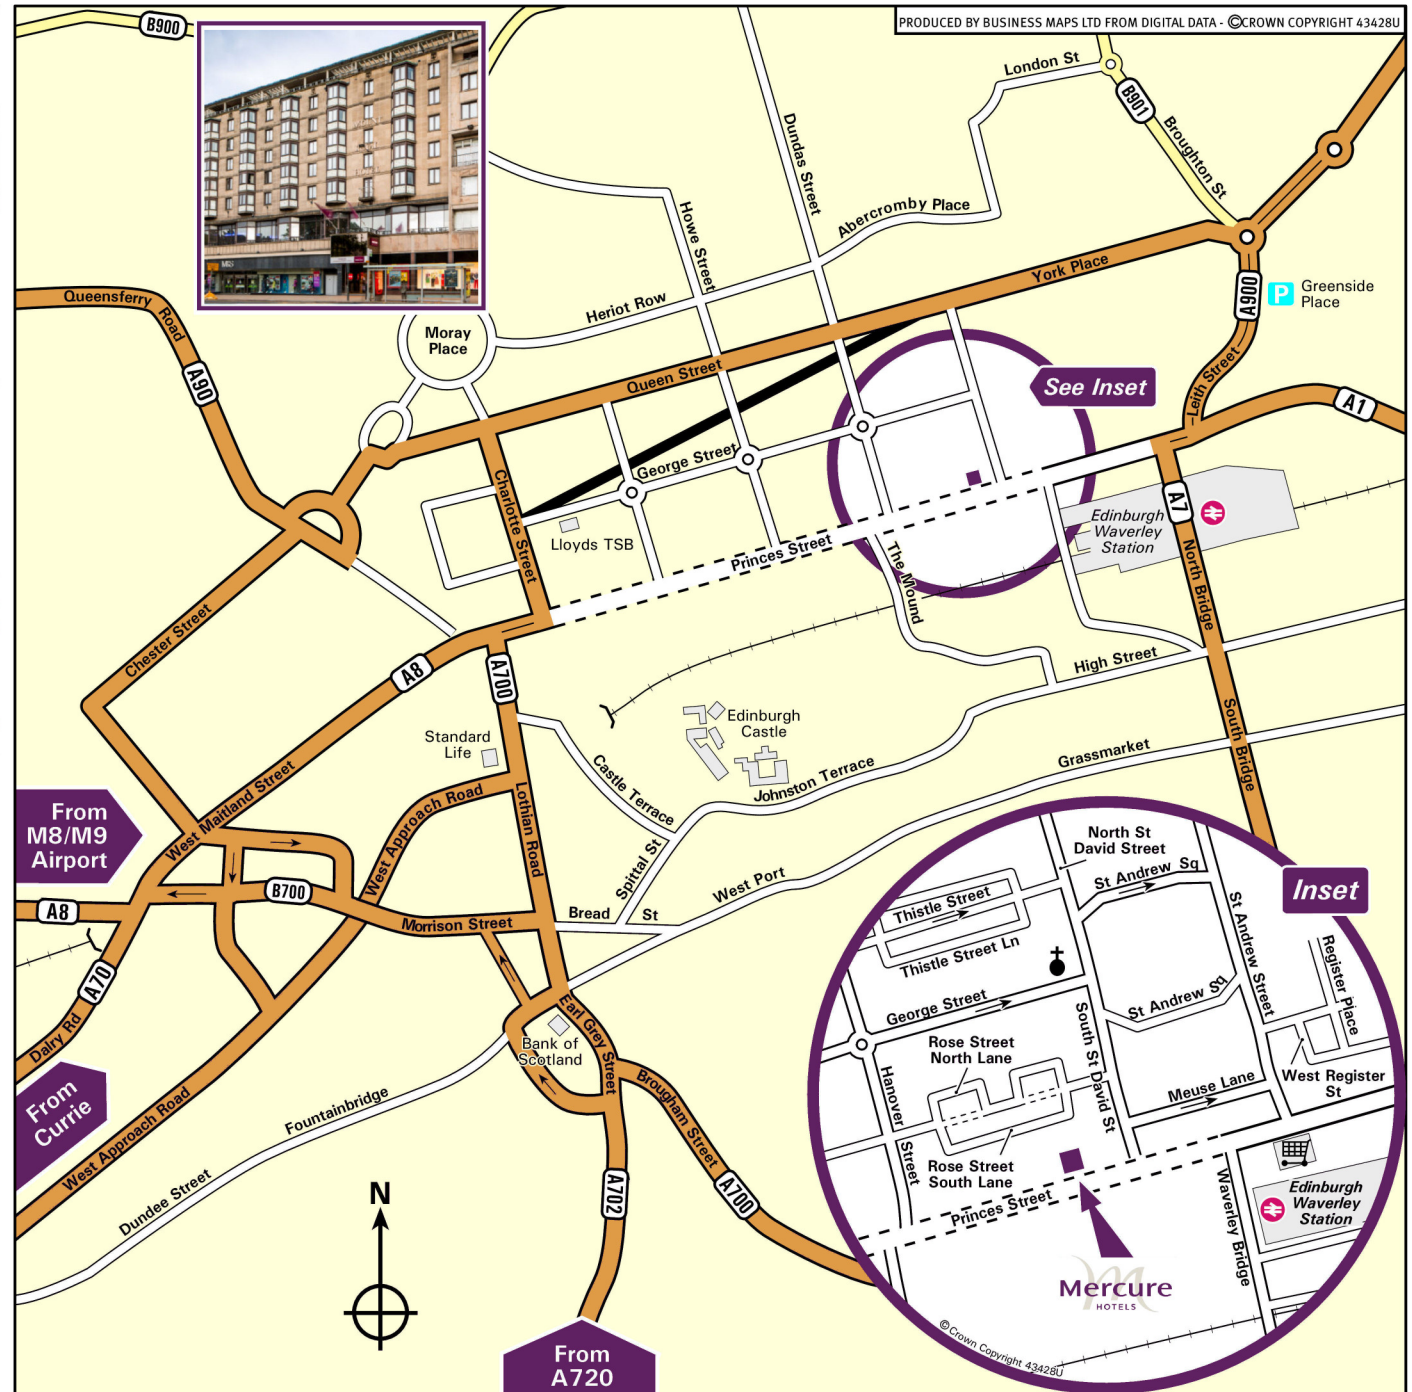 PRODUCED BY BUSINESS MAPS LTD FROM DIGITAL DATA - ©CROWN COPYRIGHT 43428U
B900
London St
B901
Broughton St
Dundas Street
Howe Street
Abercromby Place
York Place
A900
P
Greenside
Place
Queensferry
Road
A90
Moray
Place
Heriot Row
Queen Street
Leith Street
See Inset
A1
George Street
Charlotte Street
Lloyds TSB
Princes Street
The Mound
Edinburgh
Waverley
Station
A7
North Bridge
Chester Street
A8
A700
High Street
South Bridge
Edinburgh
Castle
Standard
Life
Castle Terrace
Johnston Terrace
Grassmarket
From
M8/M9
Airport
West Maitland Street
West Approach Road
Lothian Road
Spittal St
West Port
B700
A8
Morrison Street
Bread St
A70
Dalry Rd
Earl Grey Street
Bank of
Scotland
From
Currie
West Approach Road
Fountainbridge
Dundee Street
Brougham Street
A700
A702
N
From
A720
Inset
North St
David Street
St Andrew Sq
Thistle Street
Thistle Street Ln
St Andrew Street
Register Place
George Street
St Andrew Sq
South St David St
Rose Street
North Lane
Hanover
Street
Meuse Lane
West Register
St
Rose Street
South Lane
Princes Street
Waverley Bridge
Edinburgh
Waverley
Station
Mercure
HOTELS
© Crown Copyright 43428U